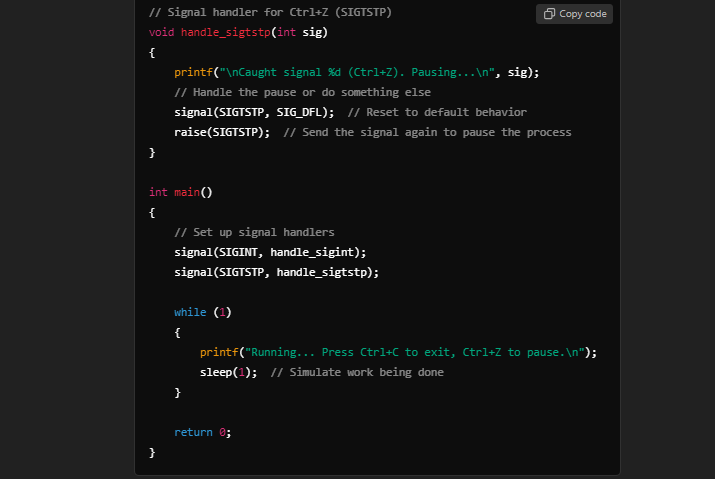 // Signal handler for Ctrl+Z (SIGTSTP)
Copy code
void handle_sigtstp(int sig)
{
    printf("\nCaught signal %d (Ctrl+Z). Pausing...\n", sig);
    // Handle the pause or do something else
    signal(SIGTSTP, SIG_DFL);  // Reset to default behavior
    raise(SIGTSTP);  // Send the signal again to pause the process
}

int main()
{
    // Set up signal handlers
    signal(SIGINT, handle_sigint);
    signal(SIGTSTP, handle_sigtstp);

    while (1)
    {
        printf("Running... Press Ctrl+C to exit, Ctrl+Z to pause.\n");
        sleep(1);  // Simulate work being done
    }

    return 0;
}